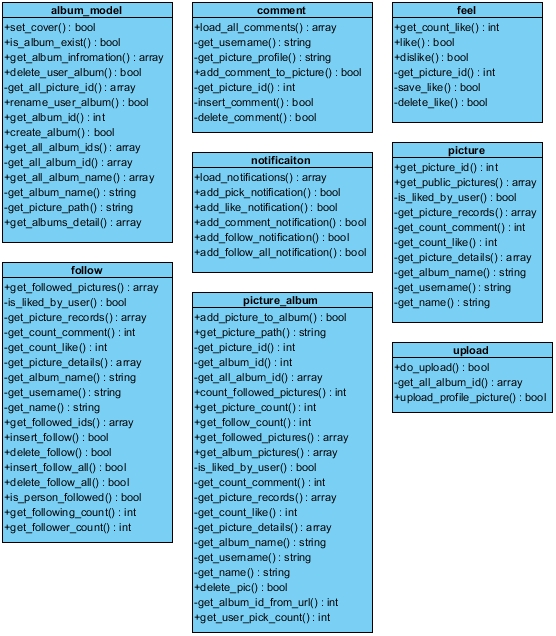 album_model
+set_cover() : bool
+is_album_exist() : bool
+get_album_infromation() : array
+delete_user_album() : bool
-get_all_picture_id() : array
+rename_user_album() : bool
+get_album_id() : int
+create_album() : bool
+get_all_album_ids() : array
-get_all_album_id() : array
+get_all_album_name() : array
-get_album_name() : string
-get_picture_path() : string
+get_albums_detail() : array
follow
+get_followed_pictures() : array
-is_liked_by_user() : bool
-get_picture_records() : array
-get_count_comment() : int
-get_count_like() : int
-get_picture_details() : array
-get_album_name() : string
-get_username() : string
-get_name() : string
+get_followed_ids() : array
+insert_follow() : bool
+delete_follow() : bool
+insert_follow_all() : bool
+delete_follow_all() : bool
+is_person_followed() : bool
+get_following_count() : int
+get_follower_count() : int
comment
+load_all_comments() : array
-get_username() : string
-get_picture_profile() : string
+add_comment_to_picture() : bool
-get_picture_id() : int
-insert_comment() : bool
-delete_comment() : bool
notificaiton
+load_notifications() : array
+add_pick_notification() : bool
+add_like_notification() : bool
+add_comment_notification() : bool
+add_follow_notification() : bool
+add_follow_all_notification() : bool
picture_album
+add_picture_to_album() : bool
+get_picture_path() : string
-get_picture_id() : int
-get_album_id() : int
-get_all_album_id() : array
+count_followed_pictures() : int
+get_picture_count() : int
+get_follow_count() : int
+get_followed_pictures() : array
+get_album_pictures() : array
-is_liked_by_user() : bool
-get_count_comment() : int
-get_picture_records() : array
-get_count_like() : int
-get_picture_details() : array
-get_album_name() : string
-get_username() : string
-get_name() : string
+delete_pic() : bool
-get_album_id_from_url() : int
+get_user_pick_count() : int
feel
+get_count_like() : int
+like() : bool
+dislike() : bool
-get_picture_id() : int
-save_like() : bool
-delete_like() : bool
picture
+get_picture_id() : int
+get_public_pictures() : array
-is_liked_by_user() : bool
-get_picture_records() : array
-get_count_comment() : int
-get_count_like() : int
-get_picture_details() : array
-get_album_name() : string
-get_username() : string
-get_name() : string
upload
+do_upload() : bool
-get_all_album_id() : array
+upload_profile_picture() : bool